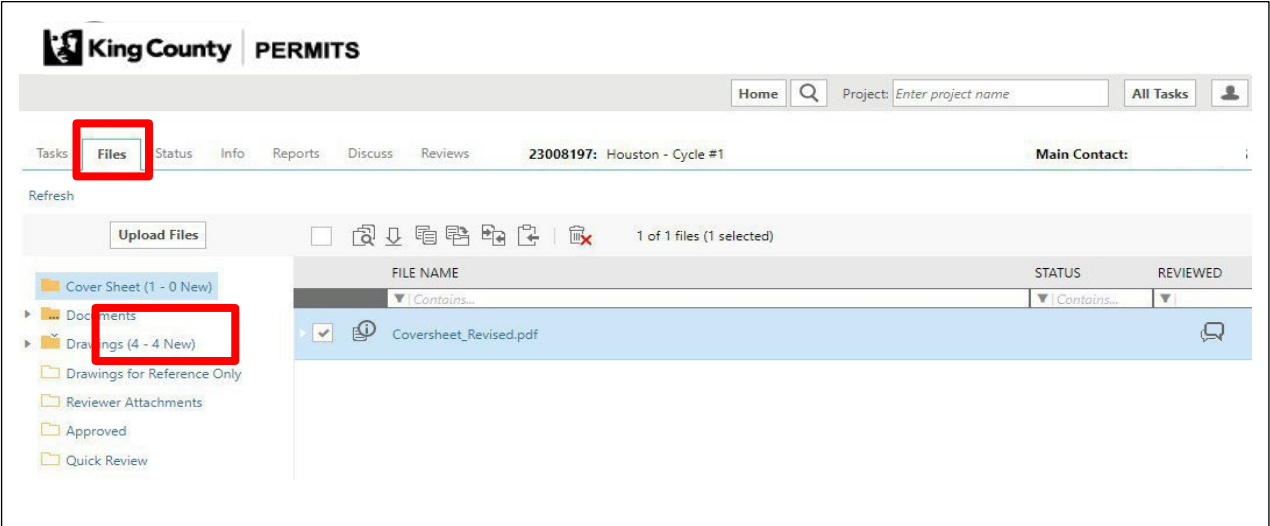 King County PERMITS
Home Project: Enter project name All Tasks
Tasks Files Status Info Reports Discuss Reviews 23008197: Houston - Cycle #1 Main Contact:
Refresh
Upload Files 1 of 1 files (1 selected)
FILE NAME STATUS REVIEWED
Cover Sheet (1 - 0 New)
Contains... Contains...
Documents
Coversheet_Revised.pdf
Drawings (4 - 4 New)
Drawings for Reference Only
Reviewer Attachments
Approved
Quick Review